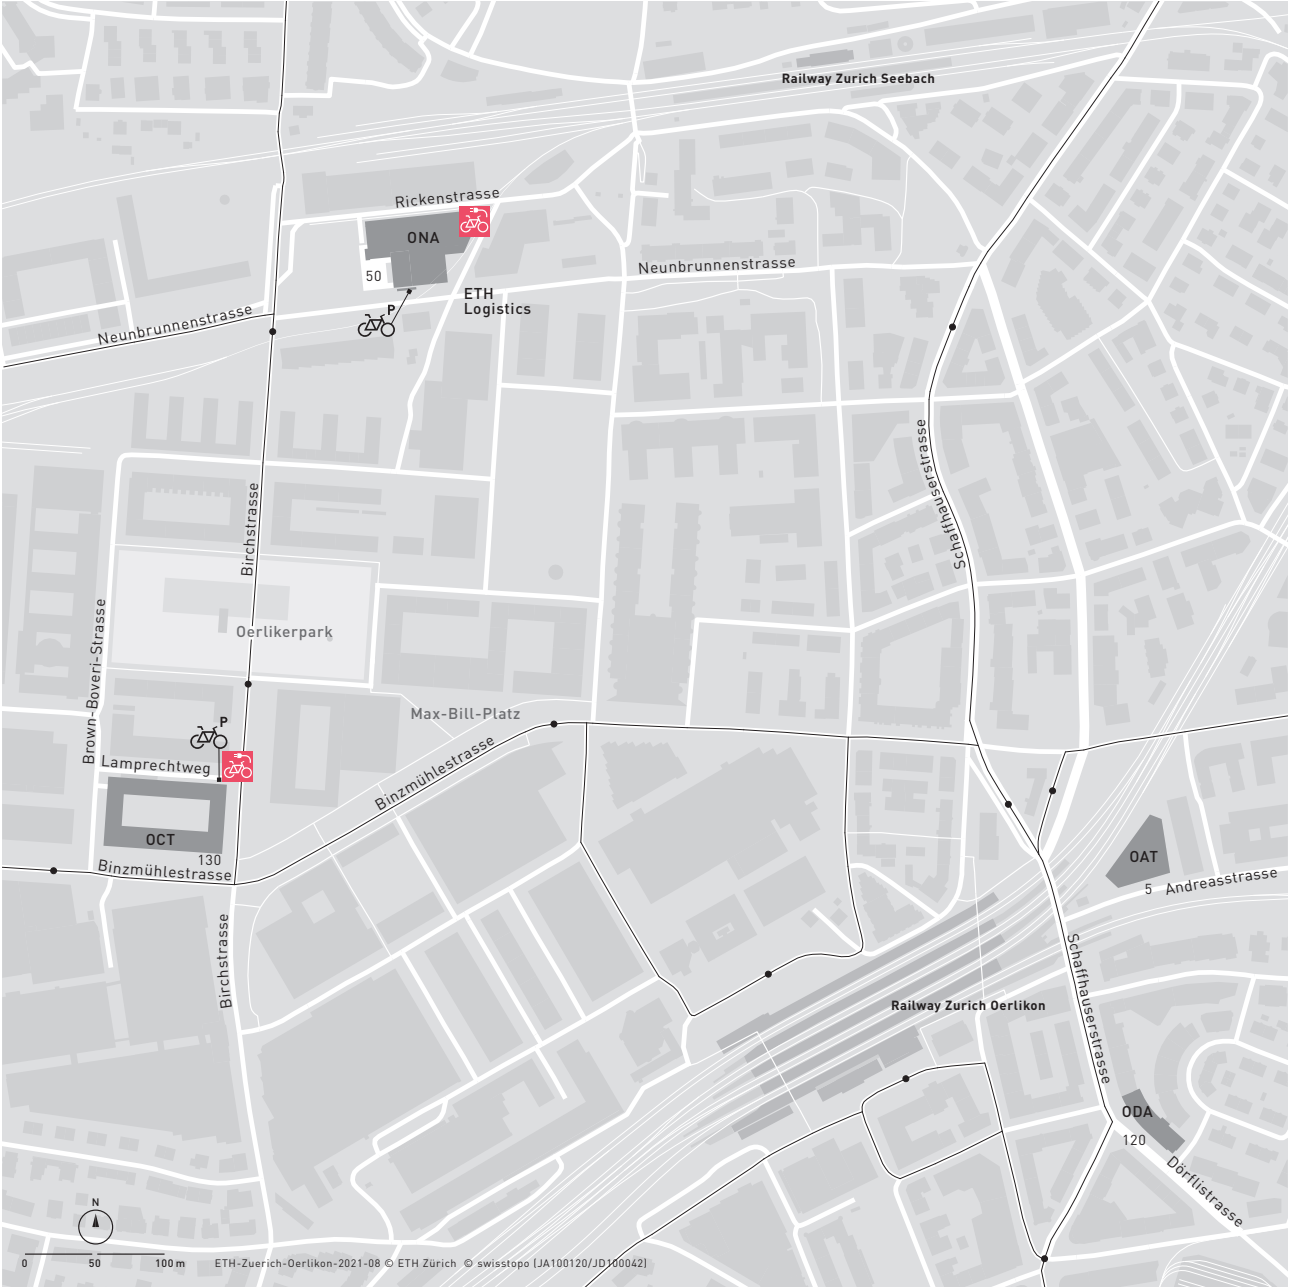 Railway Zurich Seebach
Rickenstrasse
ONA
50
Neunbrunnenstrasse
ETH
Logistics
P
Neunbrunnenstrasse
Schaffhauserstrasse
Birchstrasse
Brown-Boveri-Strasse
Oerlikerpark
Max-Bill-Platz
P
Lamprechtweg
Binzmühlestrasse
OCT
130
Binzmühlestrasse
OAT
5 Andreasstrasse
Birchstrasse
Schaffhauserstrasse
Railway Zurich Oerlikon
ODA
120
Dörflistrasse
N
0 50 100 m
ETH-Zuerich-Oerlikon-2021-08 © ETH Zürich © swisstopo (JA100120/JD100042)